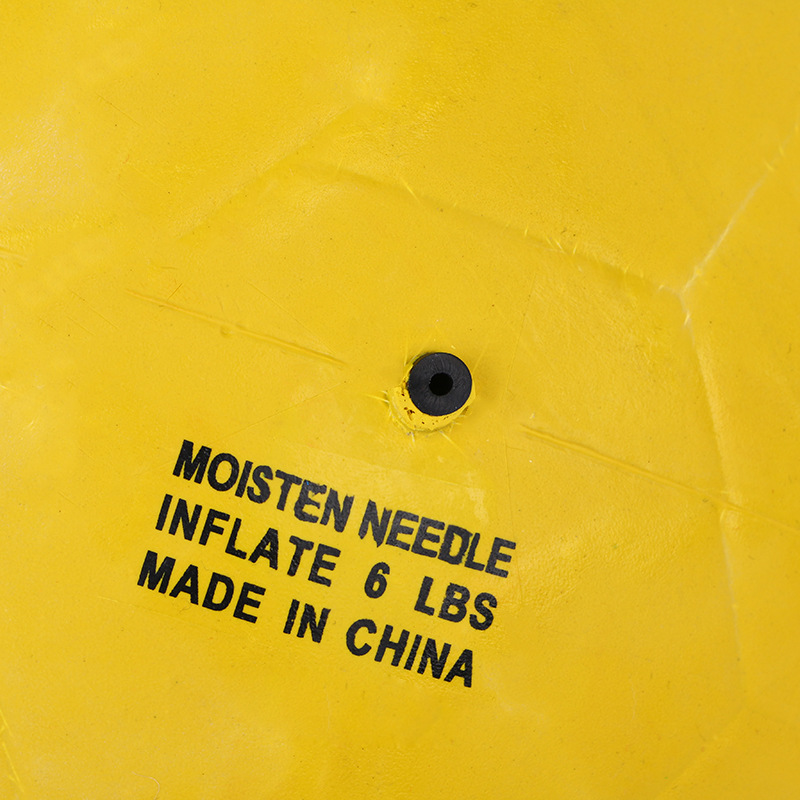 MOISTEN NEEDLE
INFLATE 6 LBS
MADE IN CHINA